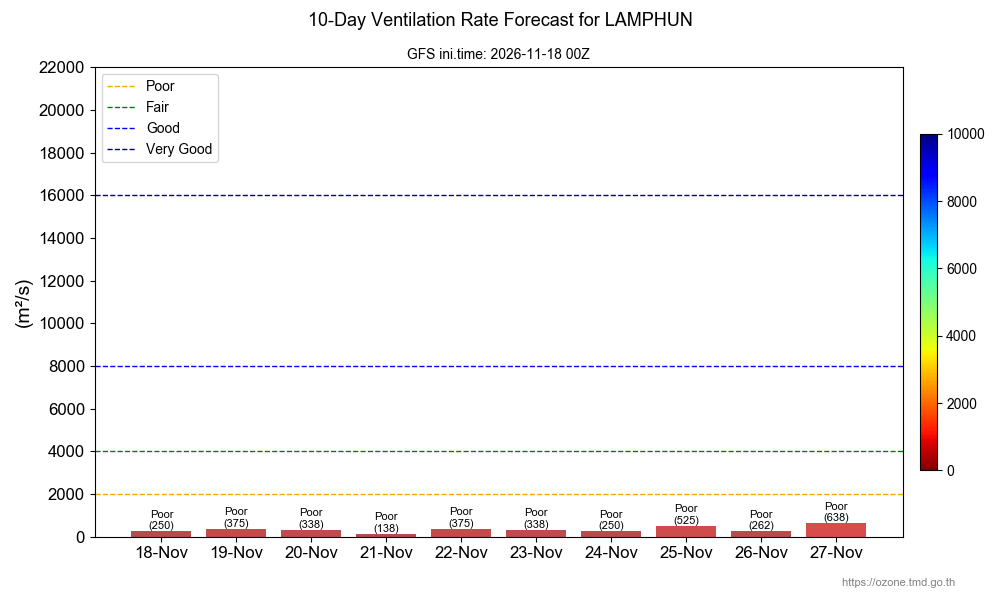 10-Day Ventilation Rate Forecast for LAMPHUN
GFS ini.time: 2026-11-18 00Z
(m²/s)
22000
20000
18000
16000
14000
12000
10000
8000
6000
4000
2000
0
Poor
Fair
Good
Very Good
Poor
(250)
Poor
(375)
Poor
(338)
Poor
(138)
Poor
(375)
Poor
(338)
Poor
(250)
Poor
(525)
Poor
(262)
Poor
(638)
18-Nov 19-Nov 20-Nov 21-Nov 22-Nov 23-Nov 24-Nov 25-Nov 26-Nov 27-Nov
10000
8000
6000
4000
2000
0
https://ozone.tmd.go.th